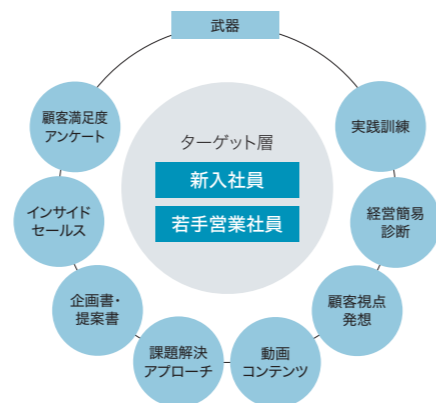 武器
顧客満足度
アンケート
実践訓練
ターゲット層
新入社員
若手営業社員
インサイド
セールス
経営簡易
診断
企画書・
提案書
顧客視点
発想
課題解決
アプローチ
動画
コンテンツ